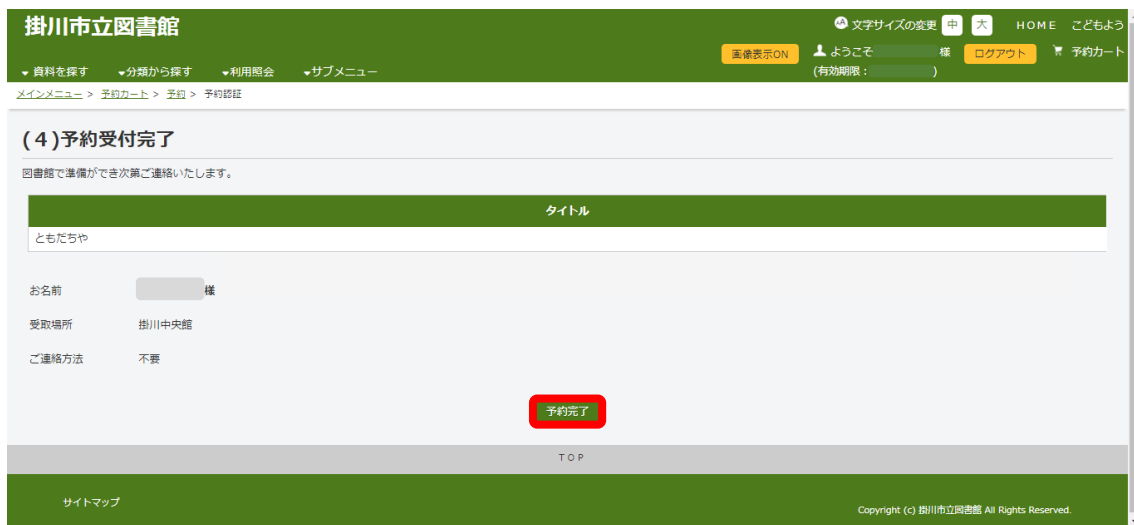 掛川市立図書館
文字サイズの変更 中 大 HOME こどもよう
画像表示ON ようこそ 様 ログアウト 予約カート
(有効期限: )
資料を探す 分類から探す 利用照会 サブメニュー
メインメニュー > 予約カート > 予約 > 予約認証
(4)予約受付完了
図書館で準備ができ次第ご連絡いたします。
タイトル
ともだちや
お名前 様
受取場所 掛川中央館
ご連絡方法 不要
予約完了
TOP
サイトマップ
Copyright (c) 掛川市立図書館 All Rights Reserved.